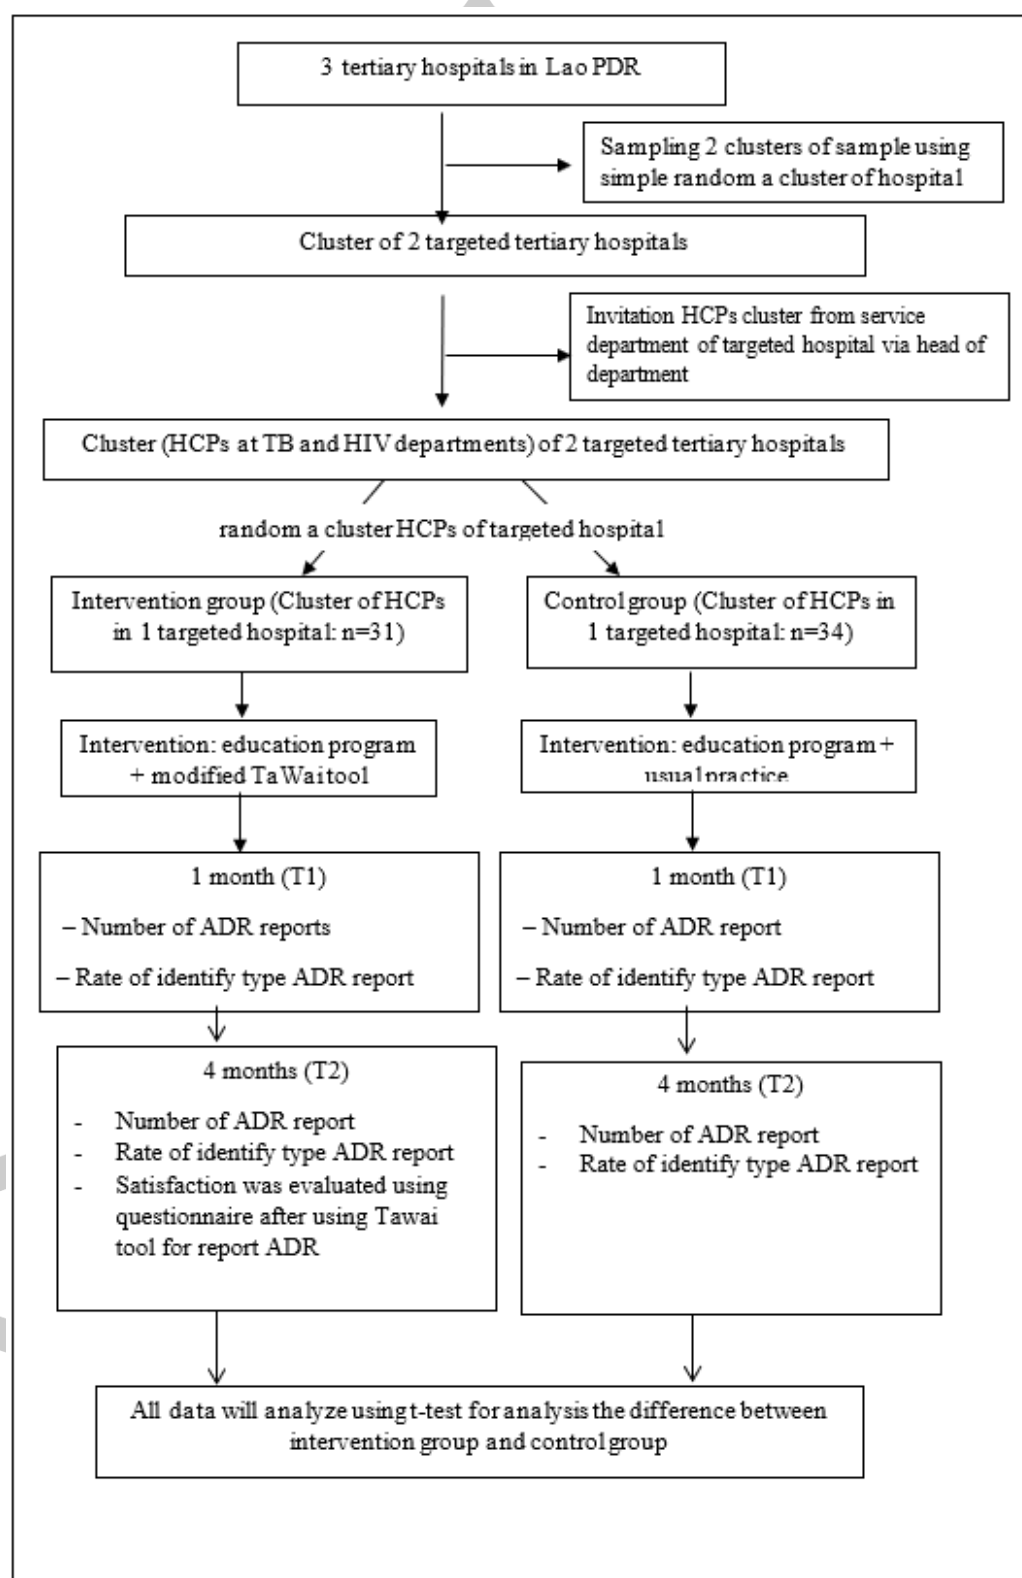 3 tertiary hospitals in Lao PDR
Sampling 2 clusters of sample using
simple random a cluster of hospital
Cluster of 2 targeted tertiary hospitals
Invitation HCPs cluster from service
department of targeted hospital via head of
department
Cluster (HCPs at TB and HIV departments) of 2 targeted tertiary hospitals
random a cluster HCPs of targeted hospital
Intervention group (Cluster of HCPs
in 1 targeted hospital: n=31)
Control group (Cluster of HCPs in
1 targeted hospital: n=34)
Intervention: education program
+ modified TaWai tool
Intervention: education program +
usual practice
1 month (T1)
– Number of ADR reports
– Rate of identify type ADR report
1 month (T1)
– Number of ADR report
– Rate of identify type ADR report
4 months (T2)
- Number of ADR report
- Rate of identify type ADR report
- Satisfaction was evaluated using
questionnaire after using Tawai
tool for report ADR
4 months (T2)
- Number of ADR report
- Rate of identify type ADR report
All data will analyze using t-test for analysis the difference between
intervention group and control group